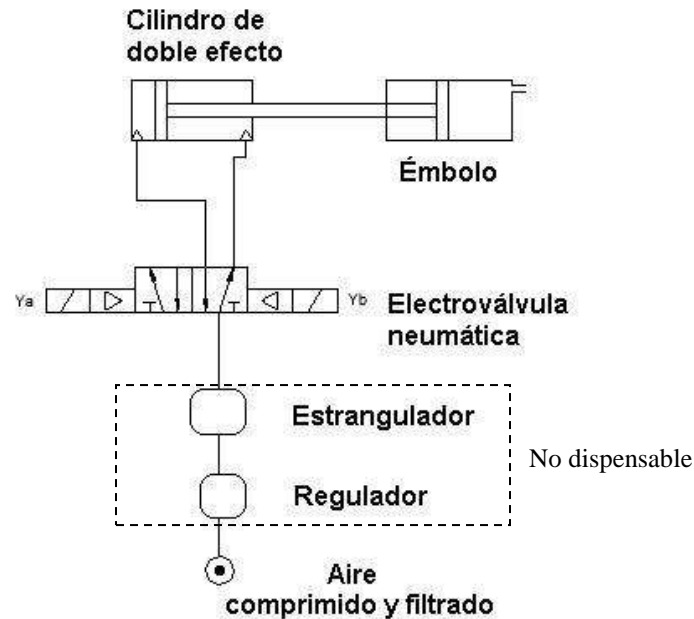 Cilindro de
doble efecto
Émbolo
Ya
Yb
Electroválvula
neumática
Estrangulador
No dispensable
Regulador
Aire
comprimido y filtrado